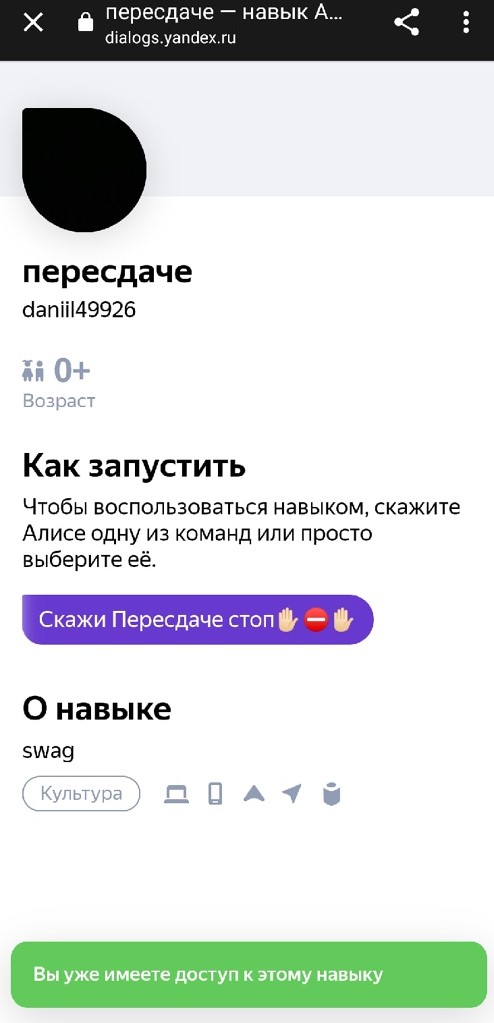 пересдаче — навык А...
dialogs.yandex.ru
пересдаче
daniil49926
0+
Возраст
Как запустить
Чтобы воспользоваться навыком, скажите
Алисе одну из команд или просто
выберите её.
Скажи Пересдаче стоп✋🏻⛔✋🏻
О навыке
swag
Культура
Вы уже имеете доступ к этому навыку